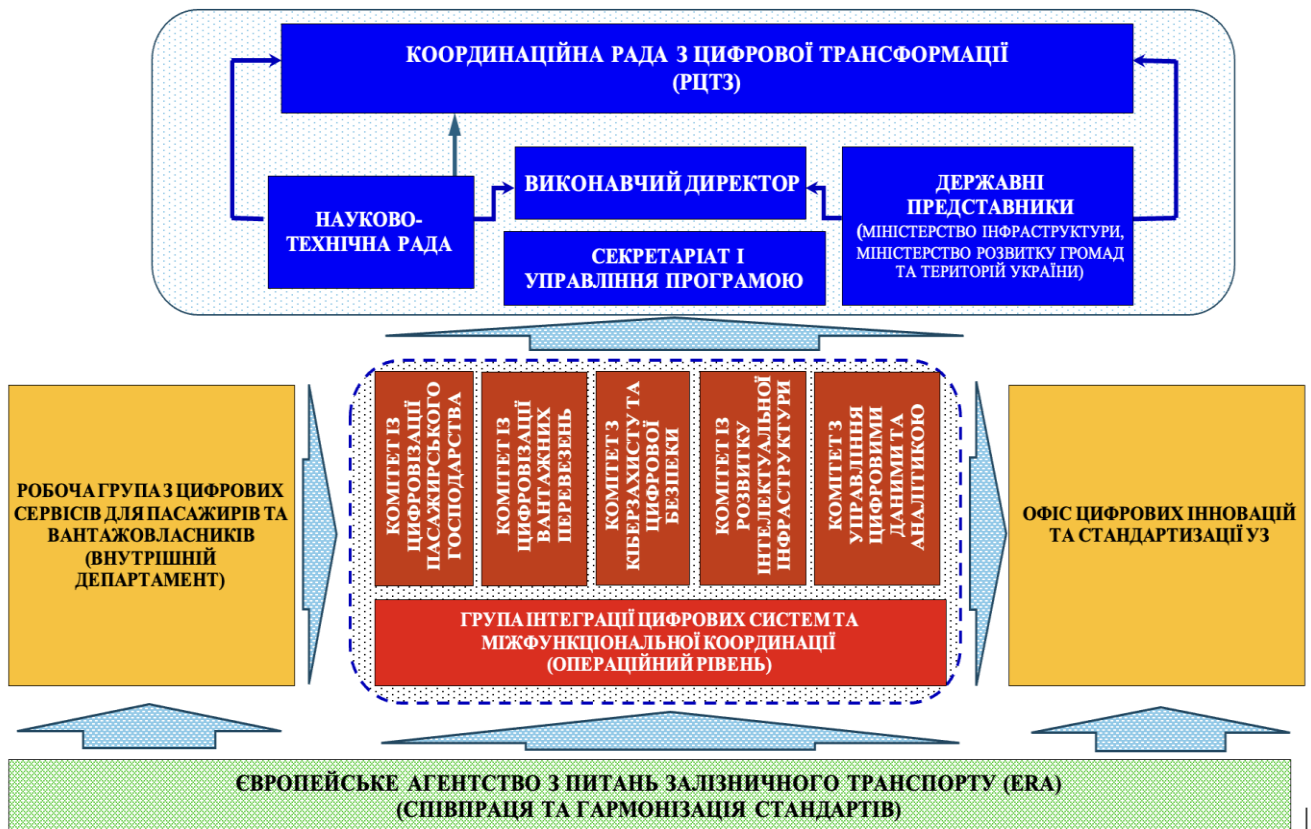 КООРДИНАЦІЙНА РАДА З ЦИФРОВОЇ ТРАНСФОРМАЦІЇ
(РЦТЗ)
НАУКОВО-
ТЕХНІЧНА РАДА
ВИКОНАВЧИЙ ДИРЕКТОР
СЕКРЕТАРІАТ І
УПРАВЛІННЯ ПРОГРАМОЮ
ДЕРЖАВНІ
ПРЕДСТАВНИКИ
(МІНІСТЕРСТВО ІНФРАСТРУКТУРИ,
МІНІСТЕРСТВО РОЗВИТКУ ГРОМАД
ТА ТЕРИТОРІЙ УКРАЇНИ)
РОБОЧА ГРУПА З ЦИФРОВИХ
СЕРВІСІВ ДЛЯ ПАСАЖИРІВ ТА
ВАНТАЖОВЛАСНИКІВ
(ВНУТРІШНІЙ
ДЕПАРТАМЕНТ)
КОМІТЕТ ІЗ
ЦИФРОВІЗАЦІЇ
ПАСАЖИРСЬКОГО
ГОСПОДАРСТВА
КОМІТЕТ ІЗ
ЦИФРОВІЗАЦІЇ
ВАНТАЖНИХ
ПЕРЕВЕЗЕНЬ
КОМІТЕТ З
КІБЕРЗАХИСТУ ТА
ЦИФРОВОЇ
БЕЗПЕКИ
КОМІТЕТ ІЗ
РОЗВИТКУ
ІНТЕЛЕКТУАЛЬНОЇ
ІНФРАСТРУКТУРИ
КОМІТЕТ З
УПРАВЛІННЯ
ЦИФРОВИМИ
ДАНИМИ ТА
АНАЛІТИКОЮ
ГРУПА ІНТЕГРАЦІЇ ЦИФРОВИХ СИСТЕМ ТА
МІЖФУНКЦІОНАЛЬНОЇ КООРДИНАЦІЇ
(ОПЕРАЦІЙНИЙ РІВЕНЬ)
ОФІС ЦИФРОВИХ ІННОВАЦІЙ
ТА СТАНДАРТИЗАЦІЇ УЗ
ЄВРОПЕЙСЬКЕ АГЕНТСТВО З ПИТАНЬ ЗАЛІЗНИЧНОГО ТРАНСПОРТУ (ERA)
(СПІВПРАЦЯ ТА ГАРМОНІЗАЦІЯ СТАНДАРТІВ)